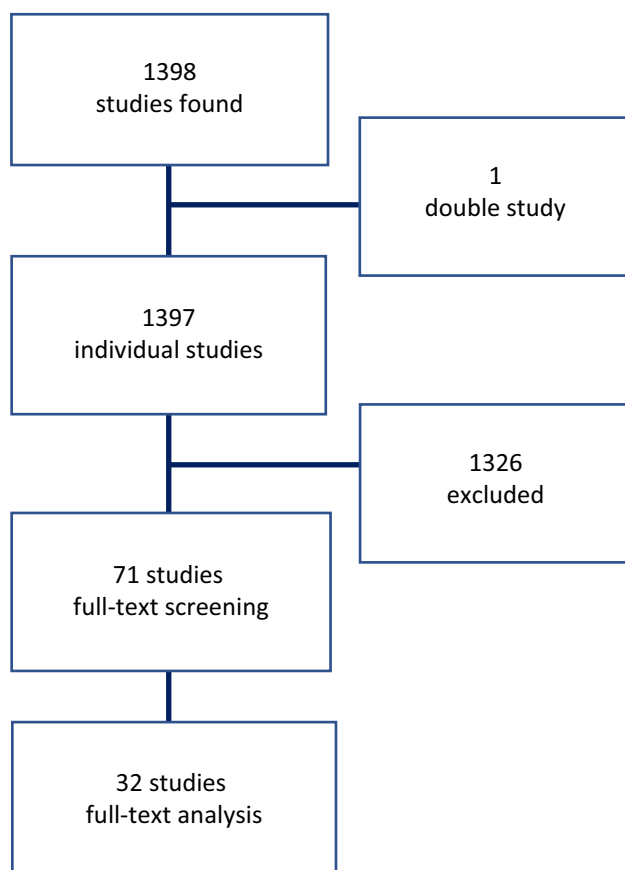 1398
studies found
1
double study
1397
individual studies
1326
excluded
71 studies
full-text screening
32 studies
full-text analysis